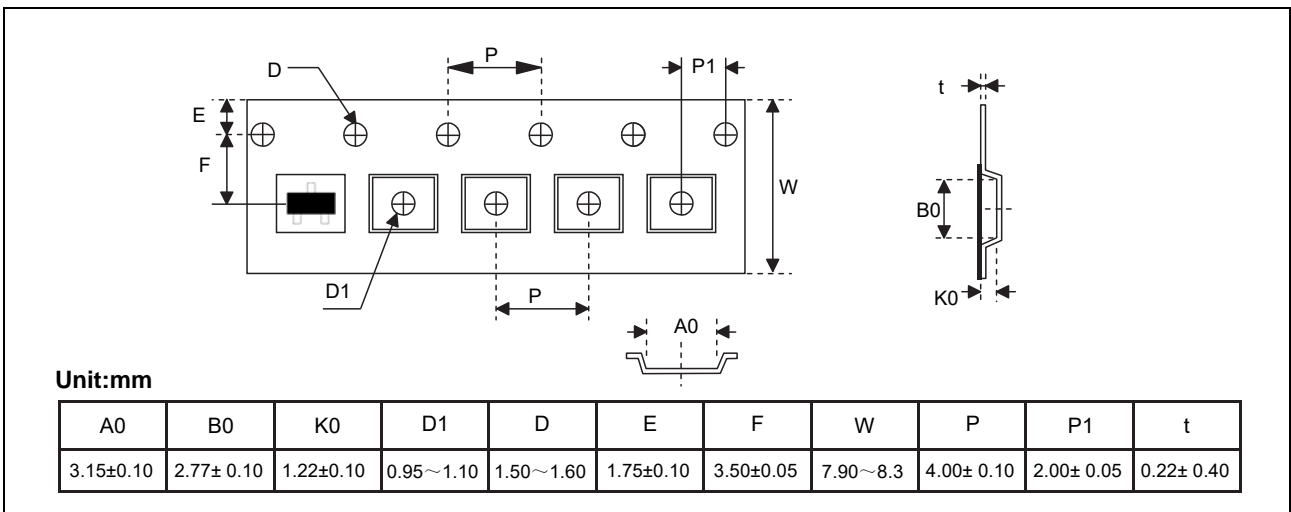 P
P1
D
t
E
F
W
B0
D1
P
K0
A0
Unit:mm
A0 B0 K0 D1 D E F W P P1 t
3.15±0.10 2.77± 0.10 1.22±0.10 0.95～1.10 1.50～1.60 1.75±0.10 3.50±0.05 7.90～8.3 4.00± 0.10 2.00± 0.05 0.22± 0.40